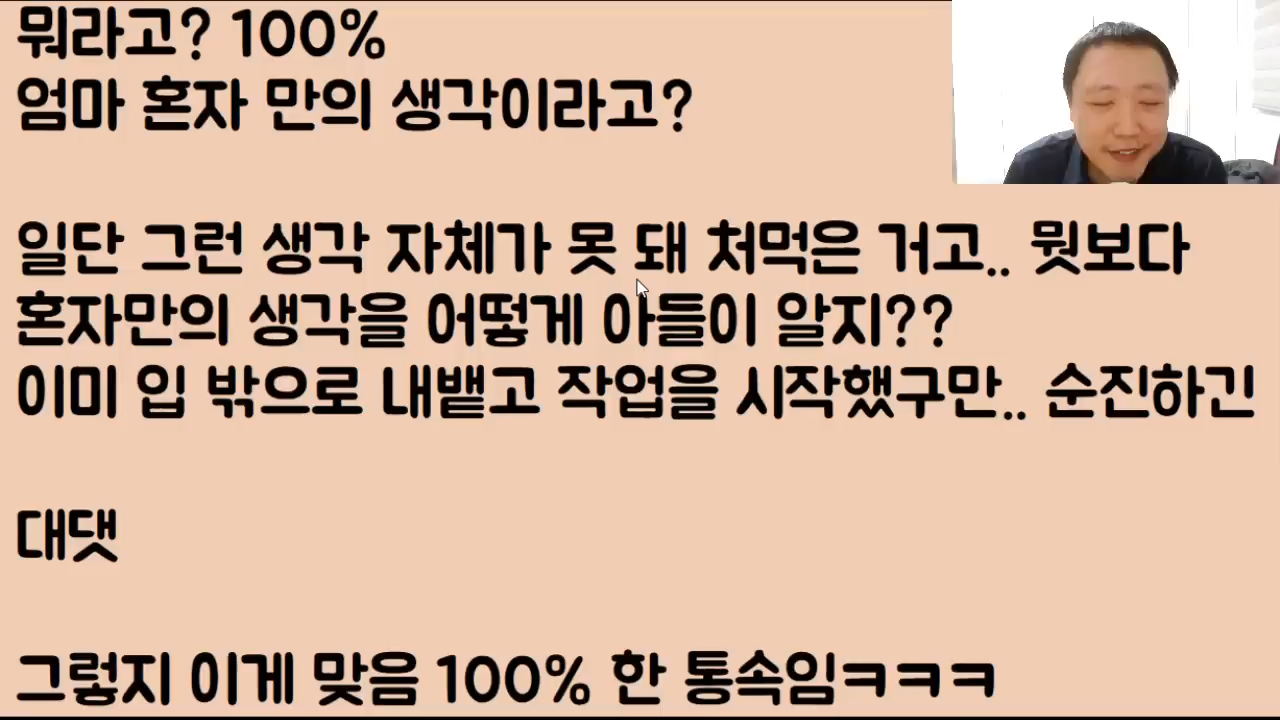 뭐라고? 100%
엄마 혼자 만의 생각이라고?
일단 그런 생각 자체가 못 돼 처먹은 거고.. 뭣보다
혼자만의 생각을 어떻게 아들이 알지??
이미 입 밖으로 내뱉고 작업을 시작했구만.. 순진하긴
대댓
그렇지 이게 맞음 100% 한 통속임ㅋㅋㅋ